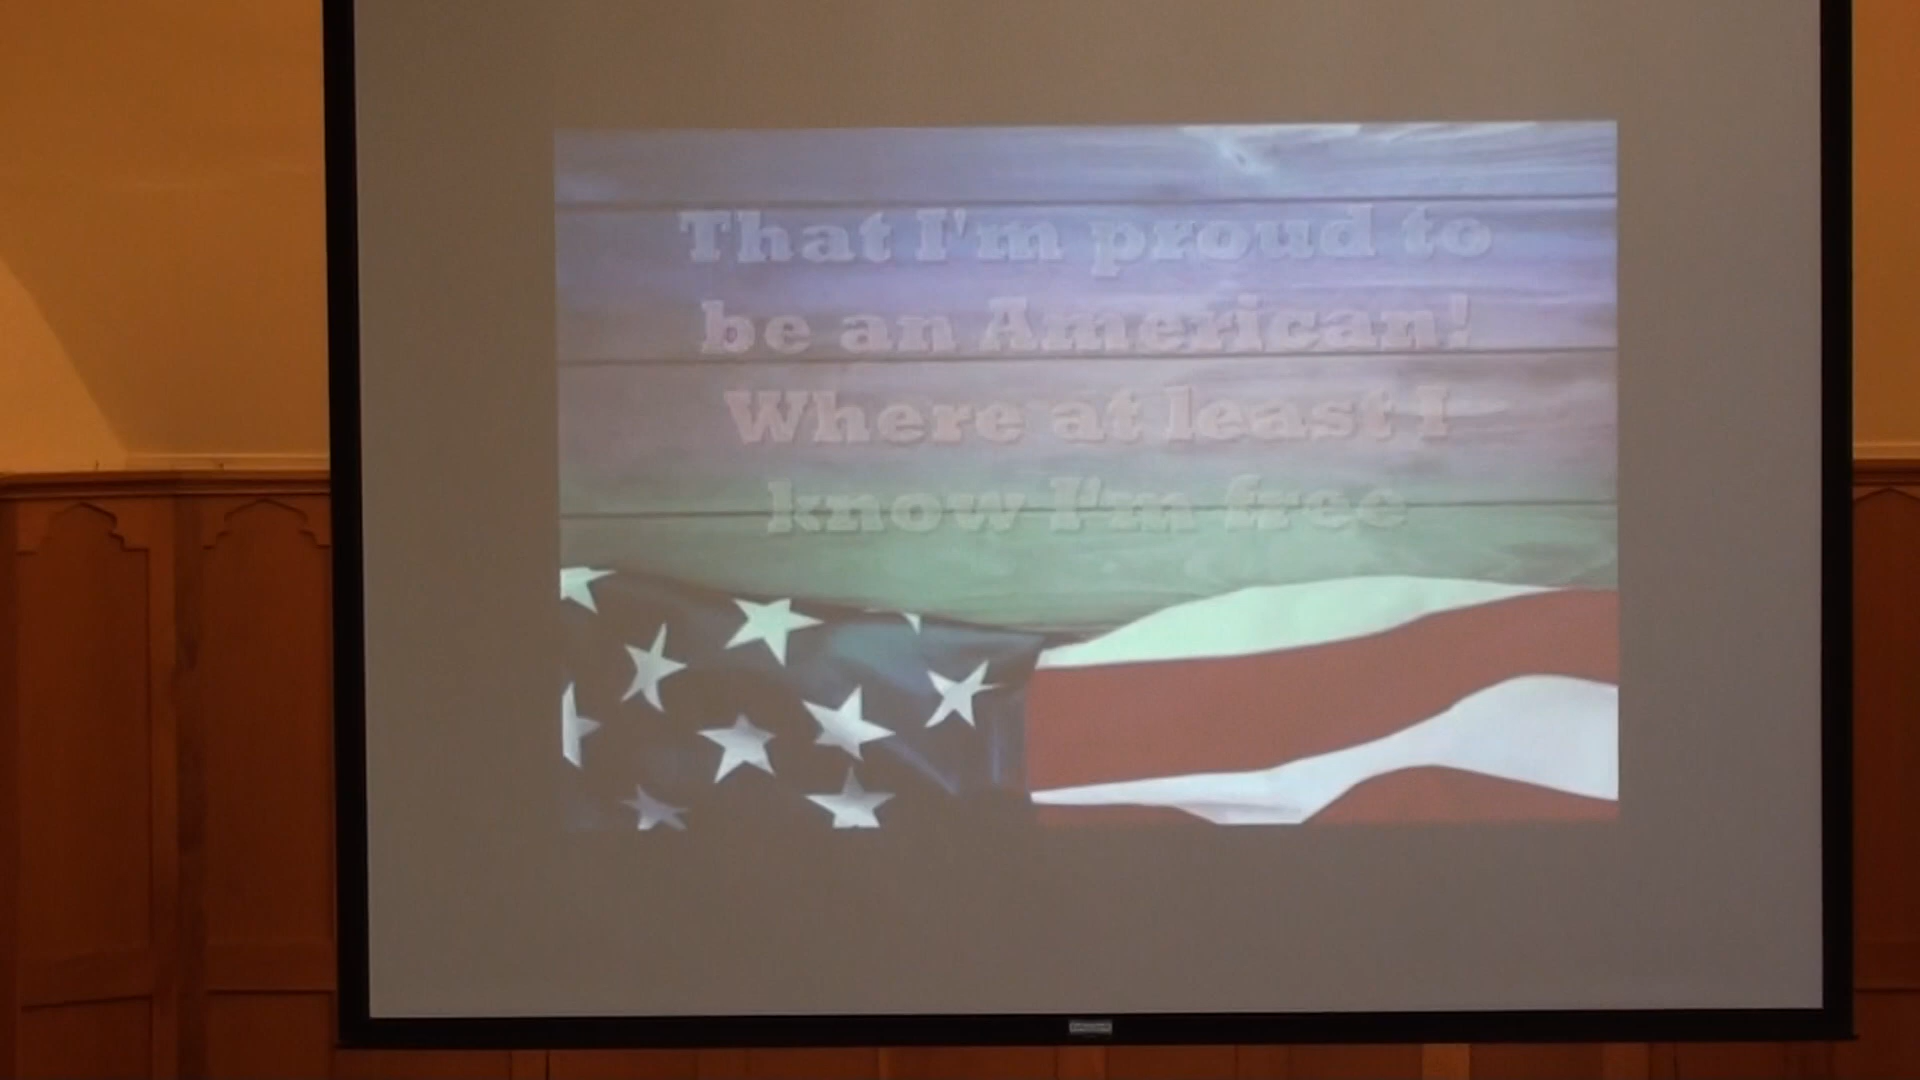 That I'm proud to
be an American!
Where at least I
know I'm free